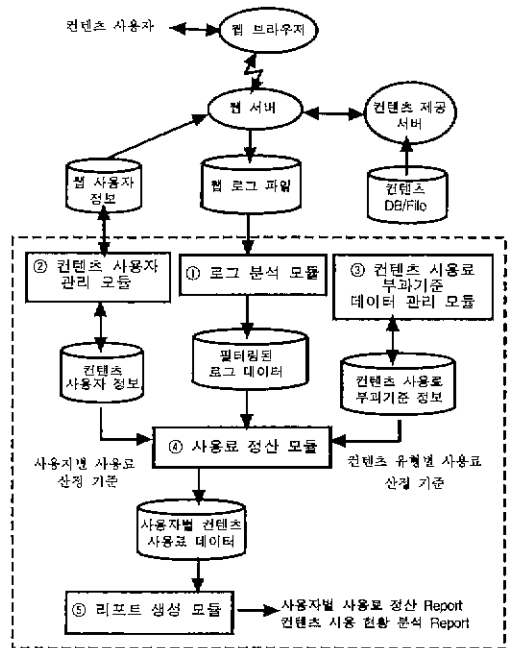 컨텐츠 사용자
웹 브라우저
웹 서버
컨텐츠 제공
서버
웹 사용자
정보
웹 로그 파일
컨텐츠
DB/File
② 컨텐츠 사용자
관리 모듈
① 로그 분석 모듈
③ 컨텐츠 사용료
부과기준
데이터 관리 모듈
컨텐츠
사용자 정보
필터링된
로그 데이터
컨텐츠 사용료
부과기준 정보
사용자별 사용료
산정 기준
④ 사용료 정산 모듈
컨텐츠 유형별 사용료
산정 기준
사용자별 컨텐츠
사용료 데이터
⑤ 리포트 생성 모듈
사용자별 사용료 정산 Report
컨텐츠 사용 현황 분석 Report